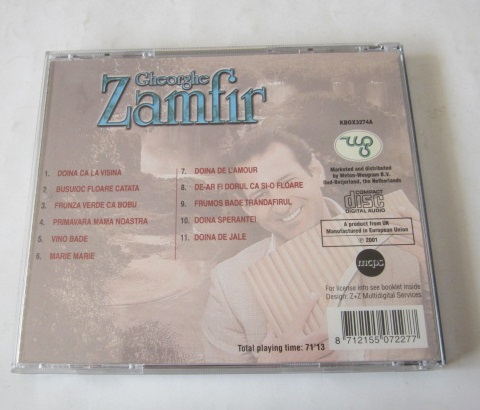 Gheorghe
Zamfir
KBOX3274A
1. DOINA CA LA VISINA
2. BUSUIOC FLOARE CATATA
3. FRUNZA VERDE CA BOBU
4. PRIMAVARA MAMA NOASTRA
5. VINO BADE
6. MARIE MARIE
7. DOINA DE L'AMOUR
8. DE-AR FI DORUL CA SI-O FLOARE
9. FRUMOS BADE TRANDAFIRUL
10. DOINA SPERANTEI
11. DOINA DE JALE
wg
Marketed and distributed
by Weton-Wesgram B.V.
Oud-Beijerland, the Netherlands
COMPACT
disc
DIGITAL AUDIO
A product from UK
Manufactured in European Union
℗ 2001
mcps
For license info see booklet inside
Design: Z+Z Multidigital Services
Total playing time: 71'13
8 712155 072277